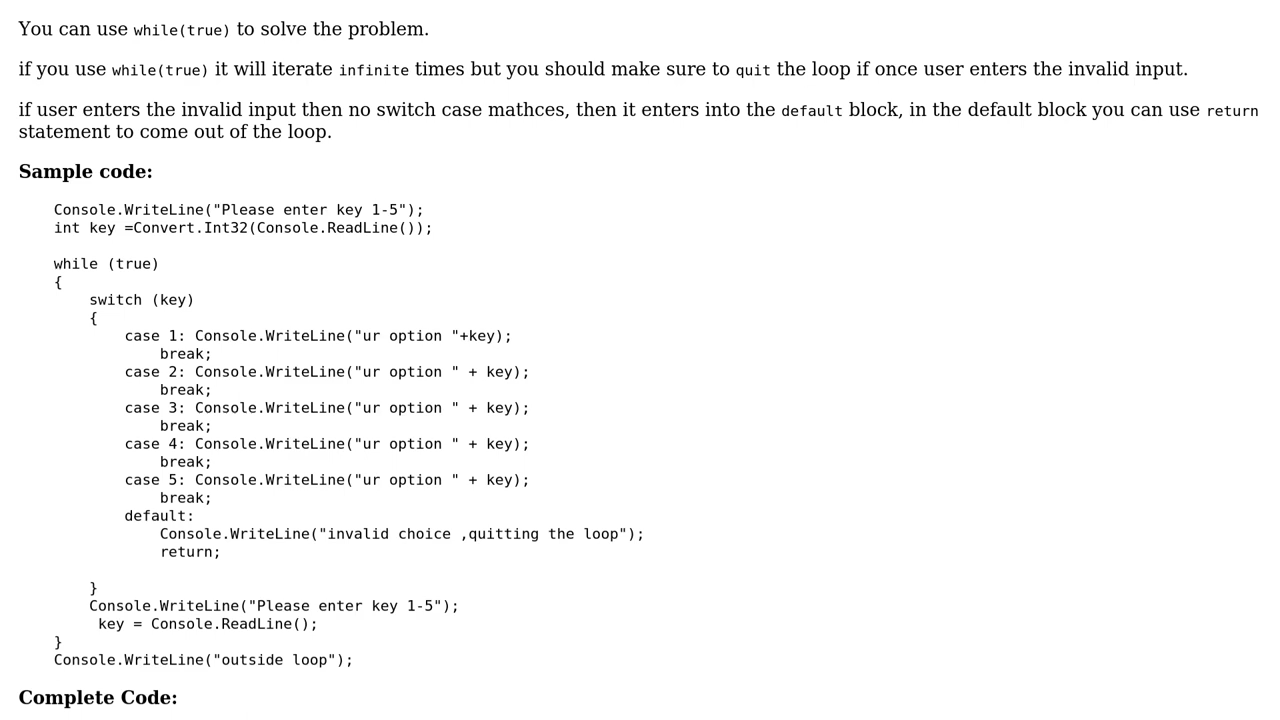 You can use while(true) to solve the problem.
if you use while(true) it will iterate infinite times but you should make sure to quit the loop if once user enters the invalid input.
if user enters the invalid input then no switch case mathces, then it enters into the default block, in the default block you can use return
statement to come out of the loop.
Sample code:
    Console.WriteLine("Please enter key 1-5");
    int key =Convert.Int32(Console.ReadLine());

    while (true)
    {
        switch (key)
        {
            case 1: Console.WriteLine("ur option "+key);
                break;
            case 2: Console.WriteLine("ur option " + key);
                break;
            case 3: Console.WriteLine("ur option " + key);
                break;
            case 4: Console.WriteLine("ur option " + key);
                break;
            case 5: Console.WriteLine("ur option " + key);
                break;
            default:
                Console.WriteLine("invalid choice ,quitting the loop");
                return;

        }
        Console.WriteLine("Please enter key 1-5");
         key = Console.ReadLine();
    }
    Console.WriteLine("outside loop");
Complete Code: